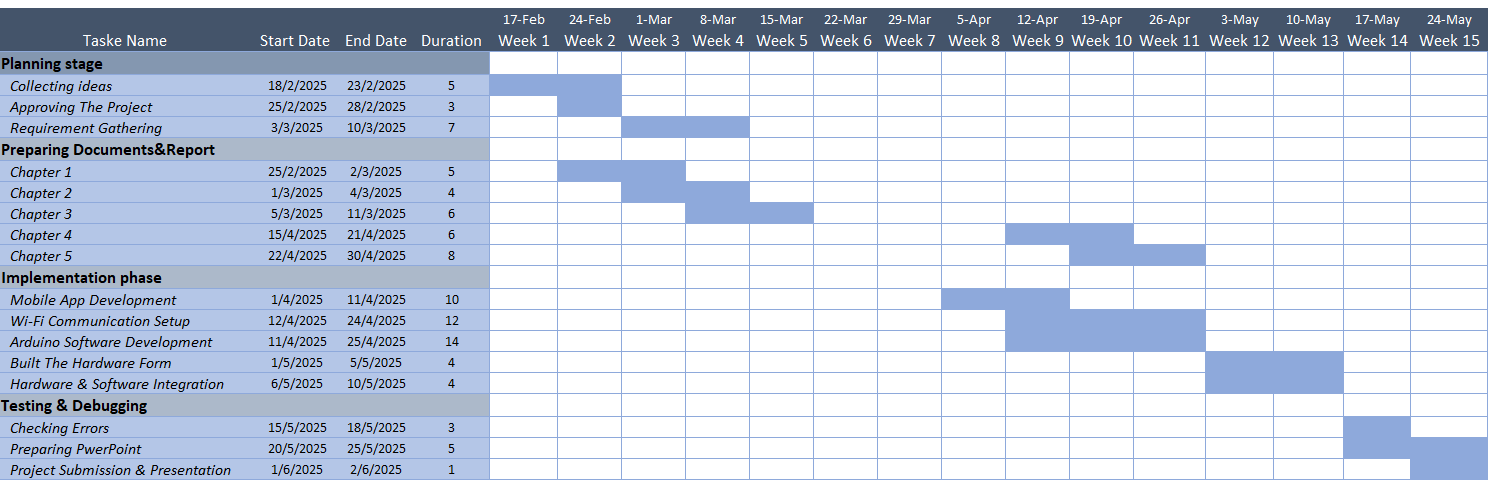 17-Feb 24-Feb 1-Mar 8-Mar 15-Mar 22-Mar 29-Mar 5-Apr 12-Apr 19-Apr 26-Apr 3-May 10-May 17-May 24-May
Taske Name Start Date End Date Duration Week 1 Week 2 Week 3 Week 4 Week 5 Week 6 Week 7 Week 8 Week 9 Week 10 Week 11 Week 12 Week 13 Week 14 Week 15
Planning stage
Collecting ideas 18/2/2025 23/2/2025 5
Approving The Project 25/2/2025 28/2/2025 3
Requirement Gathering 3/3/2025 10/3/2025 7
Preparing Documents&Report
Chapter 1 25/2/2025 2/3/2025 5
Chapter 2 1/3/2025 4/3/2025 4
Chapter 3 5/3/2025 11/3/2025 6
Chapter 4 15/4/2025 21/4/2025 6
Chapter 5 22/4/2025 30/4/2025 8
Implementation phase
Mobile App Development 1/4/2025 11/4/2025 10
Wi-Fi Communication Setup 12/4/2025 24/4/2025 12
Arduino Software Development 11/4/2025 25/4/2025 14
Built The Hardware Form 1/5/2025 5/5/2025 4
Hardware & Software Integration 6/5/2025 10/5/2025 4
Testing & Debugging
Checking Errors 15/5/2025 18/5/2025 3
Preparing PwerPoint 20/5/2025 25/5/2025 5
Project Submission & Presentation 1/6/2025 2/6/2025 1